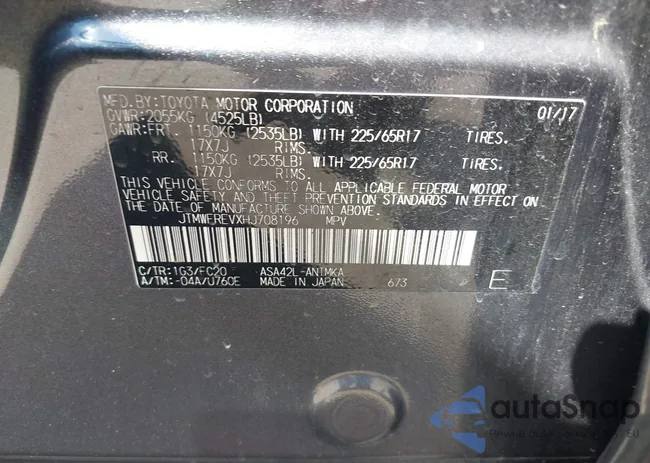 MFD.BY:TOYOTA MOTOR CORPORATION 01/17
GVWR:2055KG (4525LB)
GAWR:FRT. 1150KG (2535LB) WITH 225/65R17 TIRES.
17X7J RIMS.
RR. 1150KG (2535LB) WITH 225/65R17 TIRES.
17X7J RIMS.
THIS VEHICLE CONFORMS TO ALL APPLICABLE FEDERAL MOTOR
VEHICLE SAFETY AND THEFT PREVENTION STANDARDS IN EFFECT
ON THE DATE OF MANUFACTURE SHOWN ABOVE.
JTMWEREVXHJ708196 MPV
C/TR:1G3/FC20 ASA42L-ANTMKA
A/TM:-04A/U760E MADE IN JAPAN 673 E
autaSnap